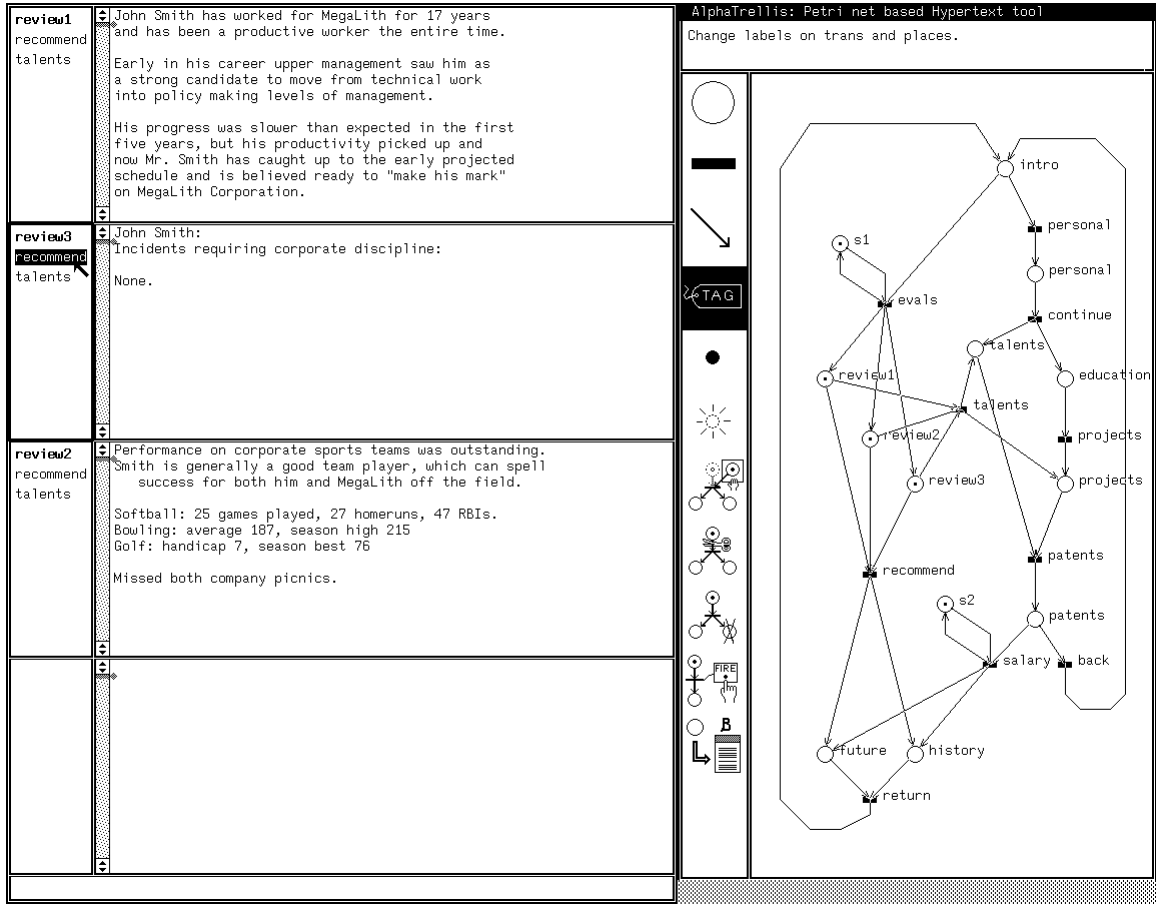 review1
recommend
talents
John Smith has worked for MegaLith for 17 years
and has been a productive worker the entire time.
Early in his career upper management saw him as
a strong candidate to move from technical work
into policy making levels of management.
His progress was slower than expected in the first
five years, but his productivity picked up and
now Mr. Smith has caught up to the early projected
schedule and is believed ready to "make his mark"
on MegaLith Corporation.
review3
recommend
talents
John Smith:
Incidents requiring corporate discipline:
None.
review2
recommend
talents
Performance on corporate sports teams was outstanding.
Smith is generally a good team player, which can spell
success for both him and MegaLith off the field.
Softball: 25 games played, 27 homeruns, 47 RBIs.
Bowling: average 187, season high 215
Golf: handicap 7, season best 76
Missed both company picnics.
AlphaTrellis: Petri net based Hypertext tool
Change labels on trans and places.
TAG
FIRE
B
intro
personal
s1
personal
evals
continue
talents
review1
education
talents
review2
projects
review3
projects
patents
recommend
s2
patents
salary
back
future
history
return